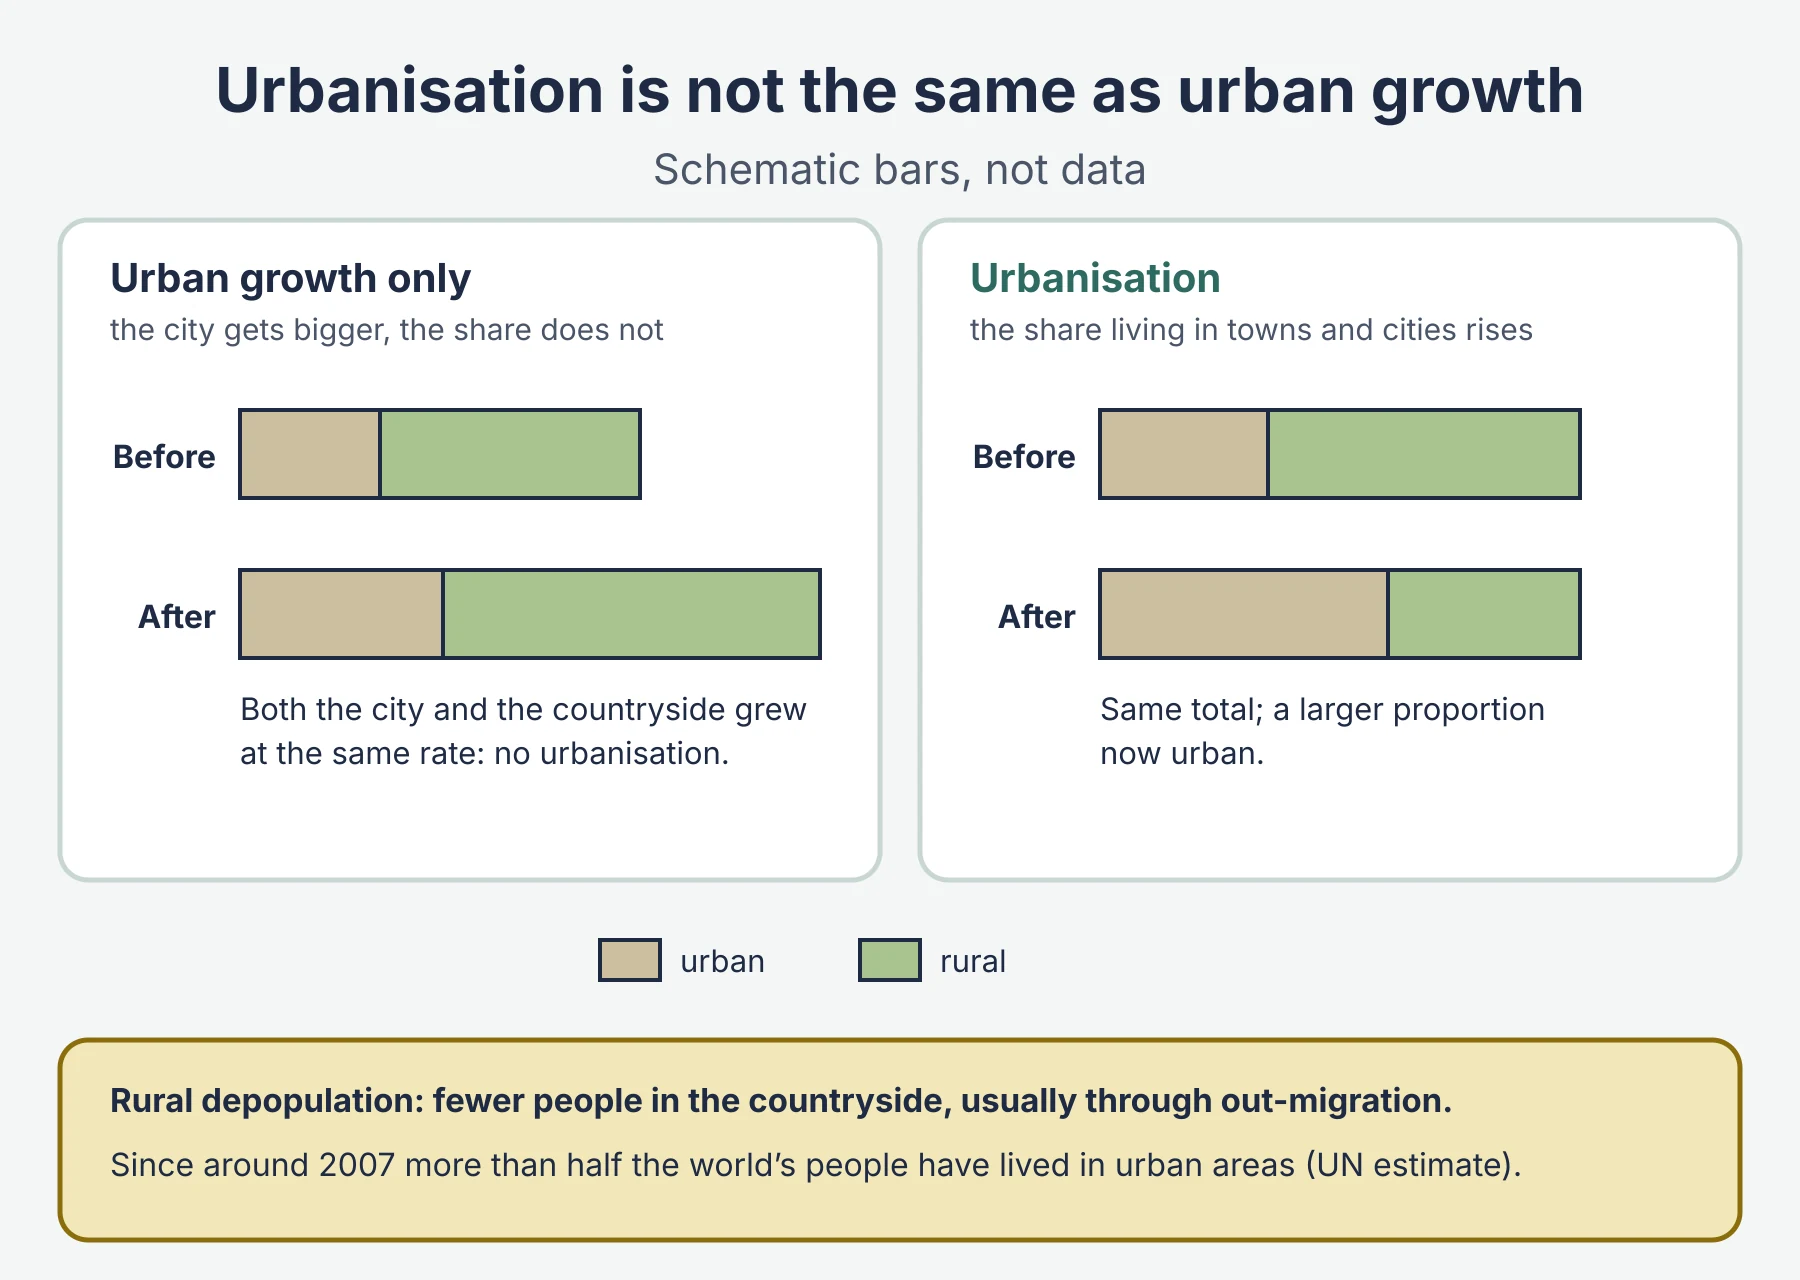 Urbanisation is not the same as urban growth
Schematic bars, not data
Urban growth only
the city gets bigger, the share does not
Before
After
Both the city and the countryside grew
at the same rate: no urbanisation.
Urbanisation
the share living in towns and cities rises
Before
After
Same total; a larger proportion
now urban.
urban
rural
Rural depopulation: fewer people in the countryside, usually through out-migration.
Since around 2007 more than half the world’s people have lived in urban areas (UN estimate).